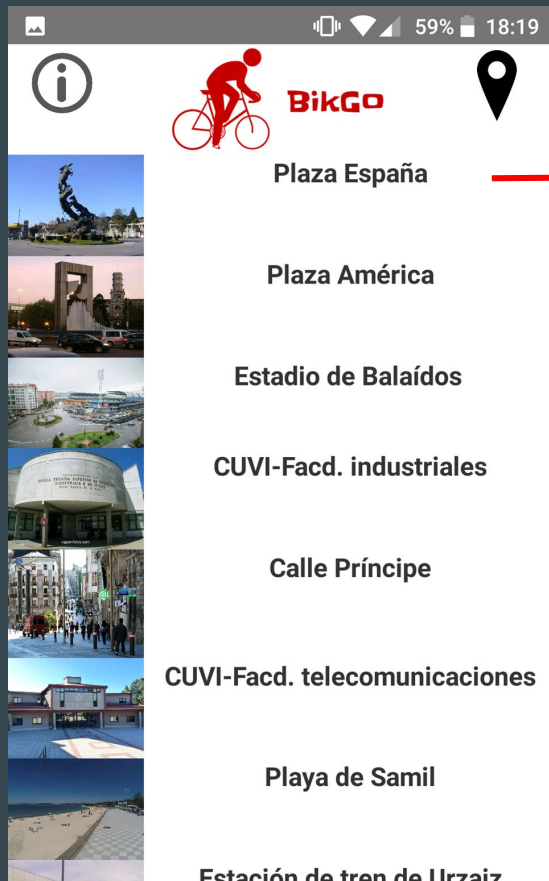 59% 18:19
BikGo
Plaza España
Plaza América
Estadio de Balaídos
CUVI-Facd. industriales
Calle Príncipe
CUVI-Facd. telecomunicaciones
Playa de Samil
Estación de tren de Urzaiz